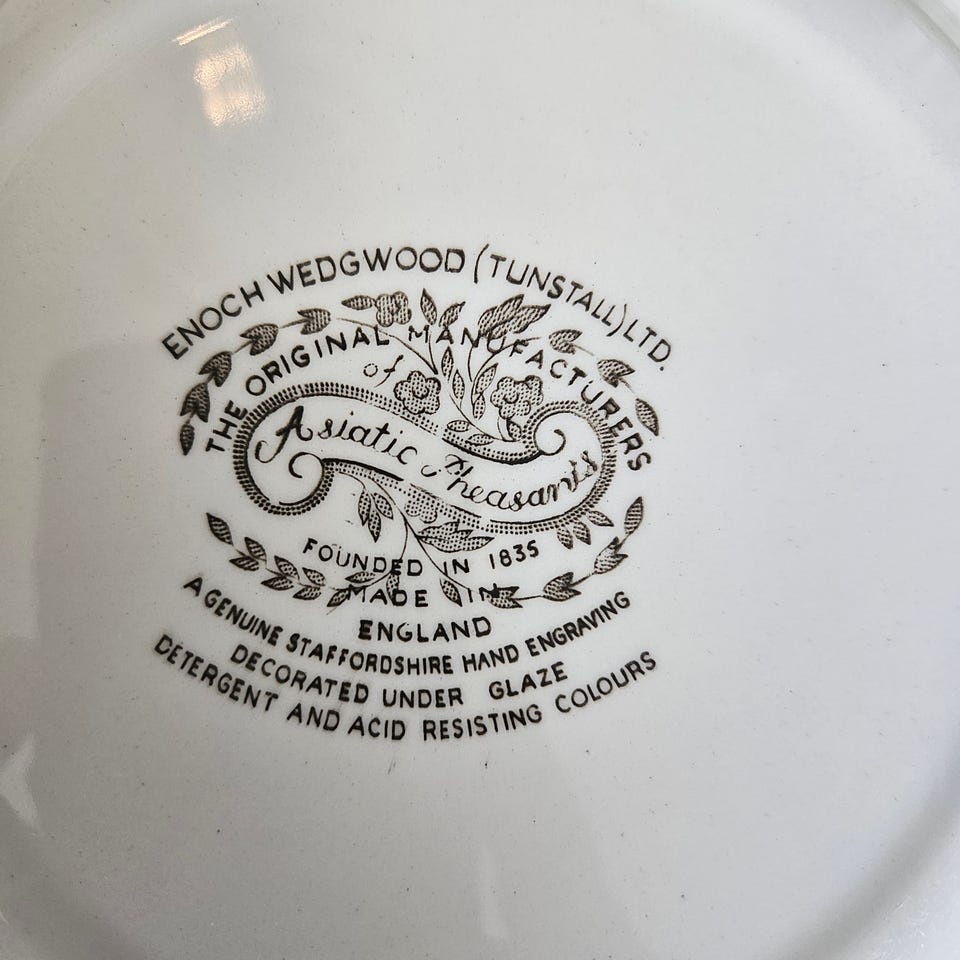 ENOCH WEDGWOOD (TUNSTALL) LTD.
THE ORIGINAL MANUFACTURERS
of
Asiatic Pheasants
FOUNDED IN 1835
MADE IN
ENGLAND
A GENUINE STAFFORDSHIRE HAND ENGRAVING
DECORATED UNDER GLAZE
DETERGENT AND ACID RESISTING COLOURS